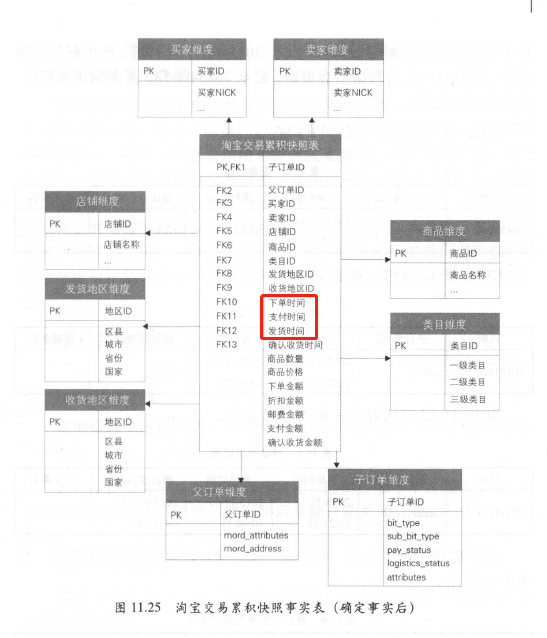 买家维度
PK 买家ID
买家NICK
...
卖家维度
PK 卖家ID
卖家NICK
...
淘宝交易累积快照表
PK,FK1 子订单ID
FK2 父订单ID
FK3 买家ID
FK4 卖家ID
FK5 店铺ID
FK6 商品ID
FK7 类目ID
FK8 发货地区ID
FK9 收货地区ID
FK10 下单时间
FK11 支付时间
FK12 发货时间
FK13 确认收货时间
商品数量
商品价格
下单金额
折扣金额
邮费金额
支付金额
确认收货金额
店铺维度
PK 店铺ID
店铺名称
...
发货地区维度
PK 地区ID
区县
城市
省份
国家
收货地区维度
PK 地区ID
区县
城市
省份
国家
商品维度
PK 商品ID
商品名称
...
类目维度
PK 类目ID
一级类目
二级类目
三级类目
父订单维度
PK 父订单ID
mord_attributes
mord_address
子订单维度
PK 子订单ID
bit_type
sub_bit_type
pay_status
logistics_status
attributes
图 11.25 淘宝交易累积快照事实表（确定事实后）